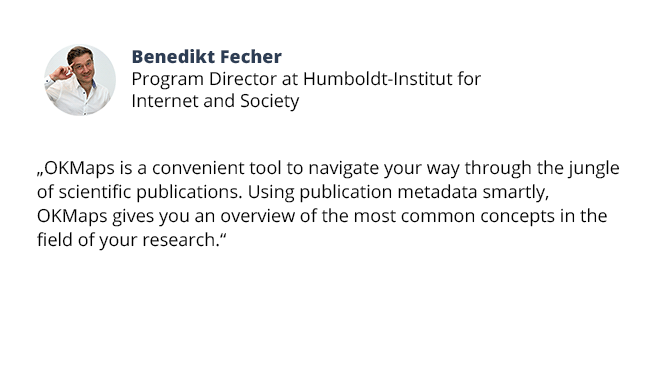 Benedikt Fecher
Program Director at Humboldt-Institut for
Internet and Society
„OKMaps is a convenient tool to navigate your way through the jungle
of scientific publications. Using publication metadata smartly,
OKMaps gives you an overview of the most common concepts in the
field of your research.“